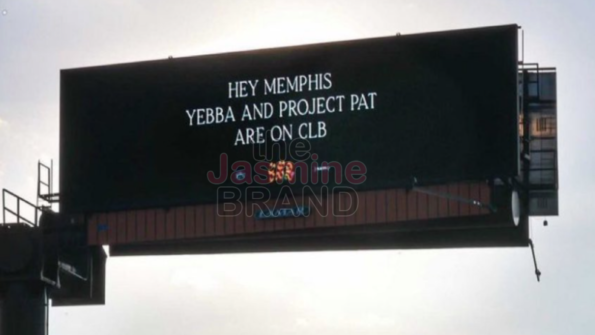 HEY MEMPHIS
YEBBA AND PROJECT PAT
ARE ON CLB
the
Jasmine
BRAND